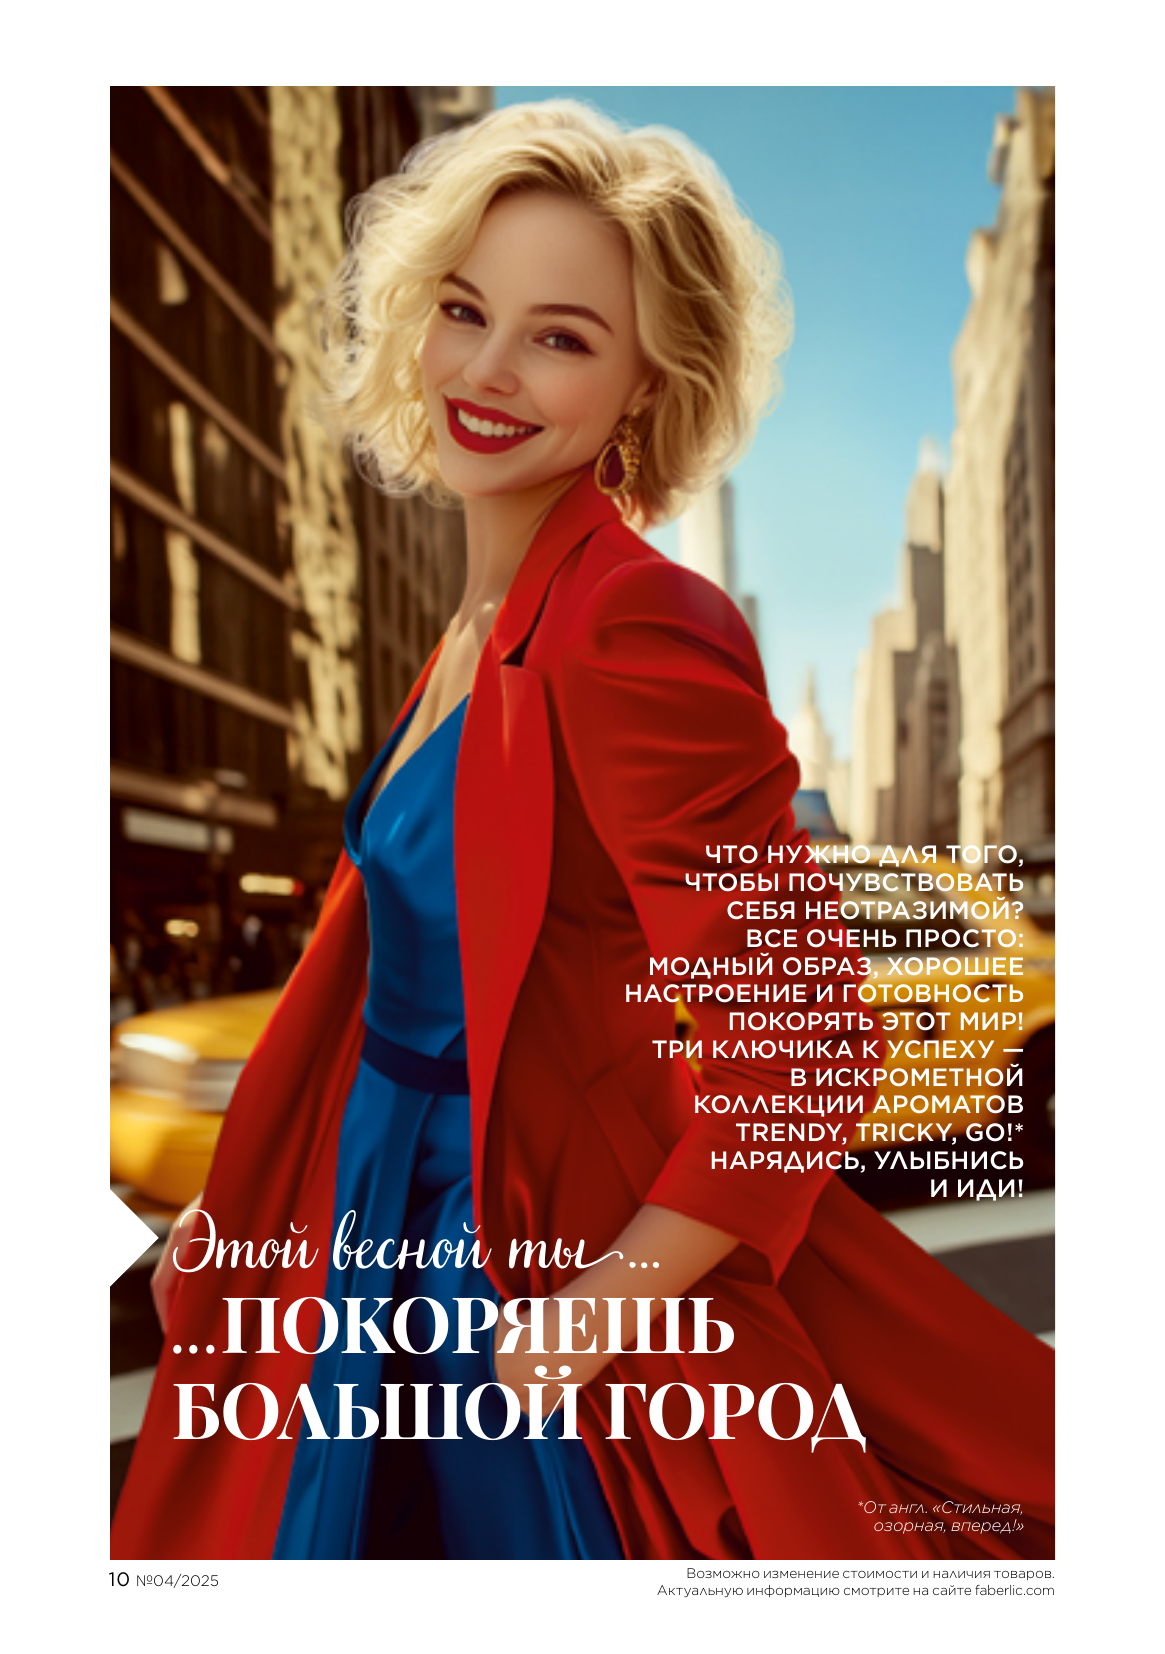 ЧТО НУЖНО ДЛЯ ТОГО,
ЧТОБЫ ПОЧУВСТВОВАТЬ
СЕБЯ НЕОТРАЗИМОЙ?
ВСЕ ОЧЕНЬ ПРОСТО:
МОДНЫЙ ОБРАЗ, ХОРОШЕЕ
НАСТРОЕНИЕ И ГОТОВНОСТЬ
ПОКОРЯТЬ ЭТОТ МИР!
ТРИ КЛЮЧИКА К УСПЕХУ —
В ИСКРОМЕТНОЙ
КОЛЛЕКЦИИ АРОМАТОВ
TRENDY, TRICKY, GO!*
НАРЯДИСЬ, УЛЫБНИСЬ
И ИДИ!
Этой весной ты...
...ПОКОРЯЕШЬ
БОЛЬШОЙ ГОРОД
*От англ. «Стильная,
озорная, вперед!»
10 №04/2025
Возможно изменение стоимости и наличия товаров.
Актуальную информацию смотрите на сайте faberlic.com